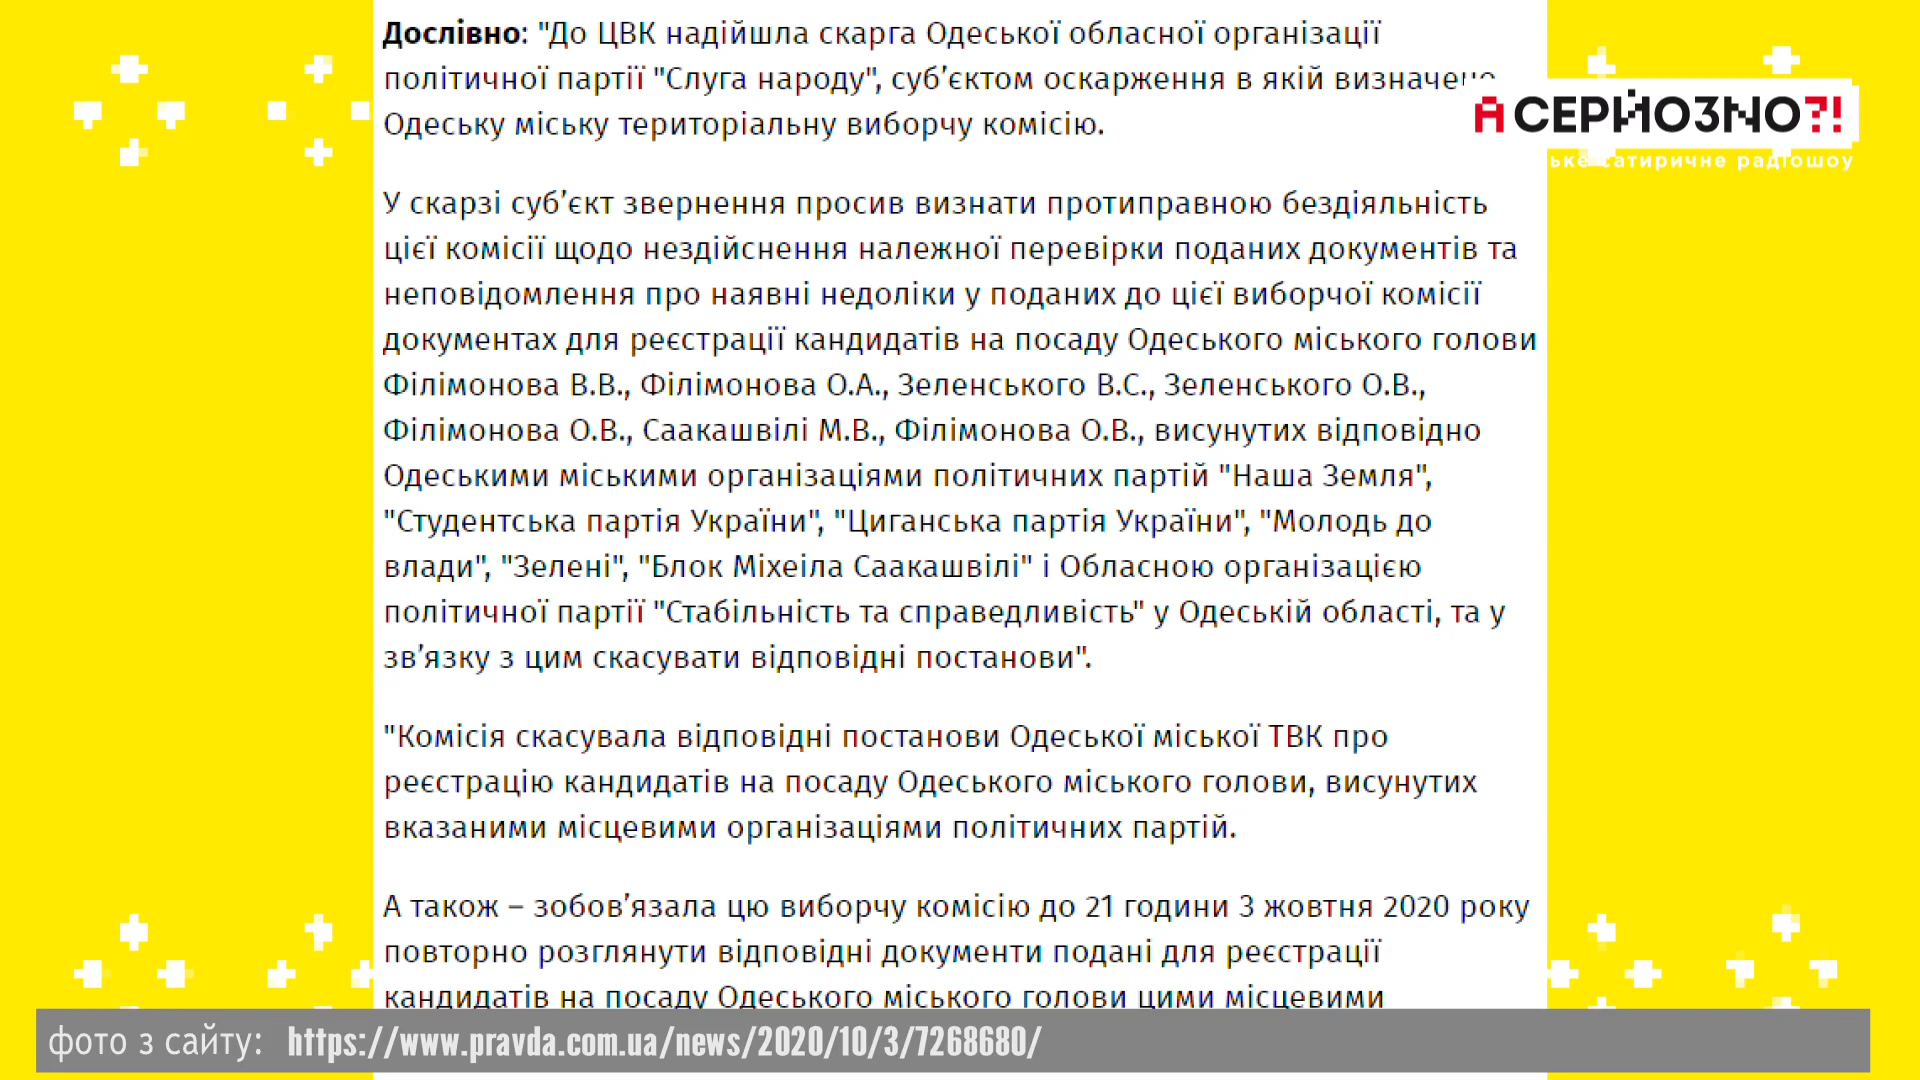 Дослівно: "До ЦВК надійшла скарга Одеської обласної організації
політичної партії "Слуга народу", суб’єктом оскарження в якій визначено
Одеську міську територіальну виборчу комісію.
А СЕРЙОЗНО?!
сатиричне радіошоу
У скарзі суб’єкт звернення просив визнати протиправною бездіяльність
цієї комісії щодо нездійснення належної перевірки поданих документів та
неповідомлення про наявні недоліки у поданих до цієї виборчої комісії
документах для реєстрації кандидатів на посаду Одеського міського голови
Філімонова В.В., Філімонова О.А., Зеленського В.С., Зеленського О.В.,
Філімонова О.В., Саакашвілі М.В., Філімонова О.В., висунутих відповідно
Одеськими міськими організаціями політичних партій "Наша Земля",
"Студентська партія України", "Циганська партія України", "Молодь до
влади", "Зелені", "Блок Міхеіла Саакашвілі" і Обласною організацією
політичної партії "Стабільність та справедливість" у Одеській області, та у
зв’язку з цим скасувати відповідні постанови".
"Комісія скасувала відповідні постанови Одеської міської ТВК про
реєстрацію кандидатів на посаду Одеського міського голови, висунутих
вказаними місцевими організаціями політичних партій.
А також – зобов’язала цю виборчу комісію до 21 години 3 жовтня 2020 року
повторно розглянути відповідні документи подані для реєстрації
кандидатів на посаду Одеського міського голови цими місцевими
фото з сайту: https://www.pravda.com.ua/news/2020/10/3/7268680/